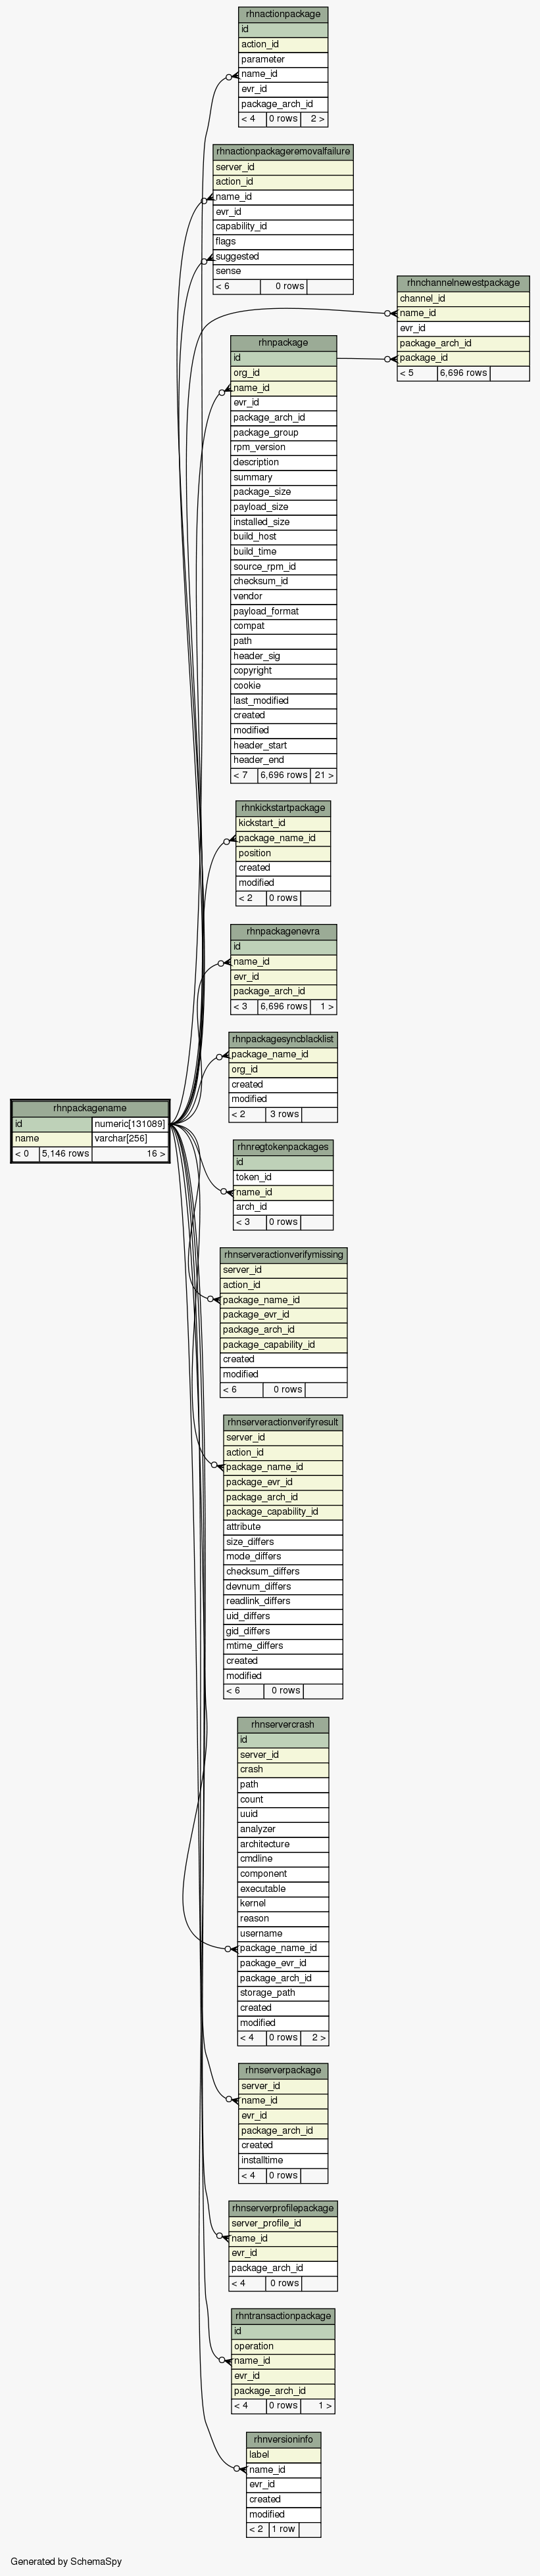 rhnactionpackage
id
action_id
parameter
name_id
evr_id
package_arch_id
< 4 0 rows 2 >
rhnactionpackageremovalfailure
server_id
action_id
name_id
evr_id
capability_id
flags
suggested
sense
< 6 0 rows
rhnchannelnewestpackage
channel_id
name_id
evr_id
package_arch_id
package_id
< 5 6,696 rows
rhnpackage
id
org_id
name_id
evr_id
package_arch_id
package_group
rpm_version
description
summary
package_size
payload_size
installed_size
build_host
build_time
source_rpm_id
checksum_id
vendor
payload_format
compat
path
header_sig
copyright
cookie
last_modified
created
modified
header_start
header_end
< 7 6,696 rows 21 >
rhnkickstartpackage
kickstart_id
package_name_id
position
created
modified
< 2 0 rows
rhnpackagenevra
id
name_id
evr_id
package_arch_id
< 3 6,696 rows 1 >
rhnpackagesyncblacklist
package_name_id
org_id
created
modified
< 2 3 rows
rhnpackagename
id numeric[131089]
name varchar[256]
< 0 5,146 rows 16 >
rhnregtokenpackages
id
token_id
name_id
arch_id
< 3 0 rows
rhnserveractionverifymissing
server_id
action_id
package_name_id
package_evr_id
package_arch_id
package_capability_id
created
modified
< 6 0 rows
rhnserveractionverifyresult
server_id
action_id
package_name_id
package_evr_id
package_arch_id
package_capability_id
attribute
size_differs
mode_differs
checksum_differs
devnum_differs
readlink_differs
uid_differs
gid_differs
mtime_differs
created
modified
< 6 0 rows
rhnservercrash
id
server_id
crash
path
count
uuid
analyzer
architecture
cmdline
component
executable
kernel
reason
username
package_name_id
package_evr_id
package_arch_id
storage_path
created
modified
< 4 0 rows 2 >
rhnserverpackage
server_id
name_id
evr_id
package_arch_id
created
installtime
< 4 0 rows
rhnserverprofilepackage
server_profile_id
name_id
evr_id
package_arch_id
< 4 0 rows
rhntransactionpackage
id
operation
name_id
evr_id
package_arch_id
< 4 0 rows 1 >
rhnversioninfo
label
name_id
evr_id
created
modified
< 2 1 row
Generated by SchemaSpy